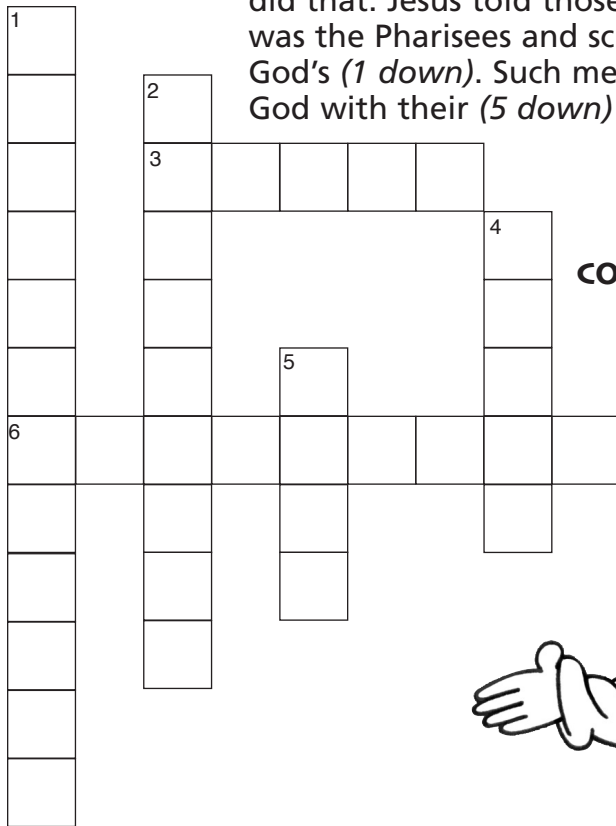 did that. Jesus told those
was the Pharisees and sc
God's (1 down). Such me
God with their (5 down)
1
2
3
4
co
5
6